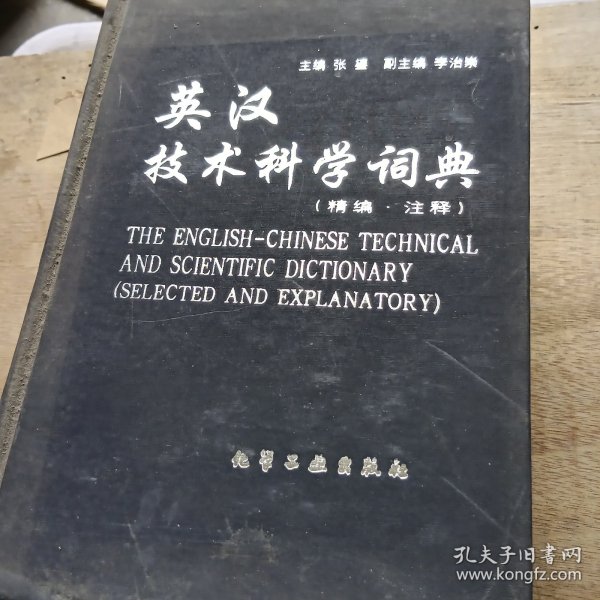 主编 张鎏 副主编 李治崇
英汉
技术科学词典
(精编·注释)
THE ENGLISH-CHINESE TECHNICAL
AND SCIENTIFIC DICTIONARY
(SELECTED AND EXPLANATORY)
化学工业出版社
孔夫子旧书网
www.kongfz.com